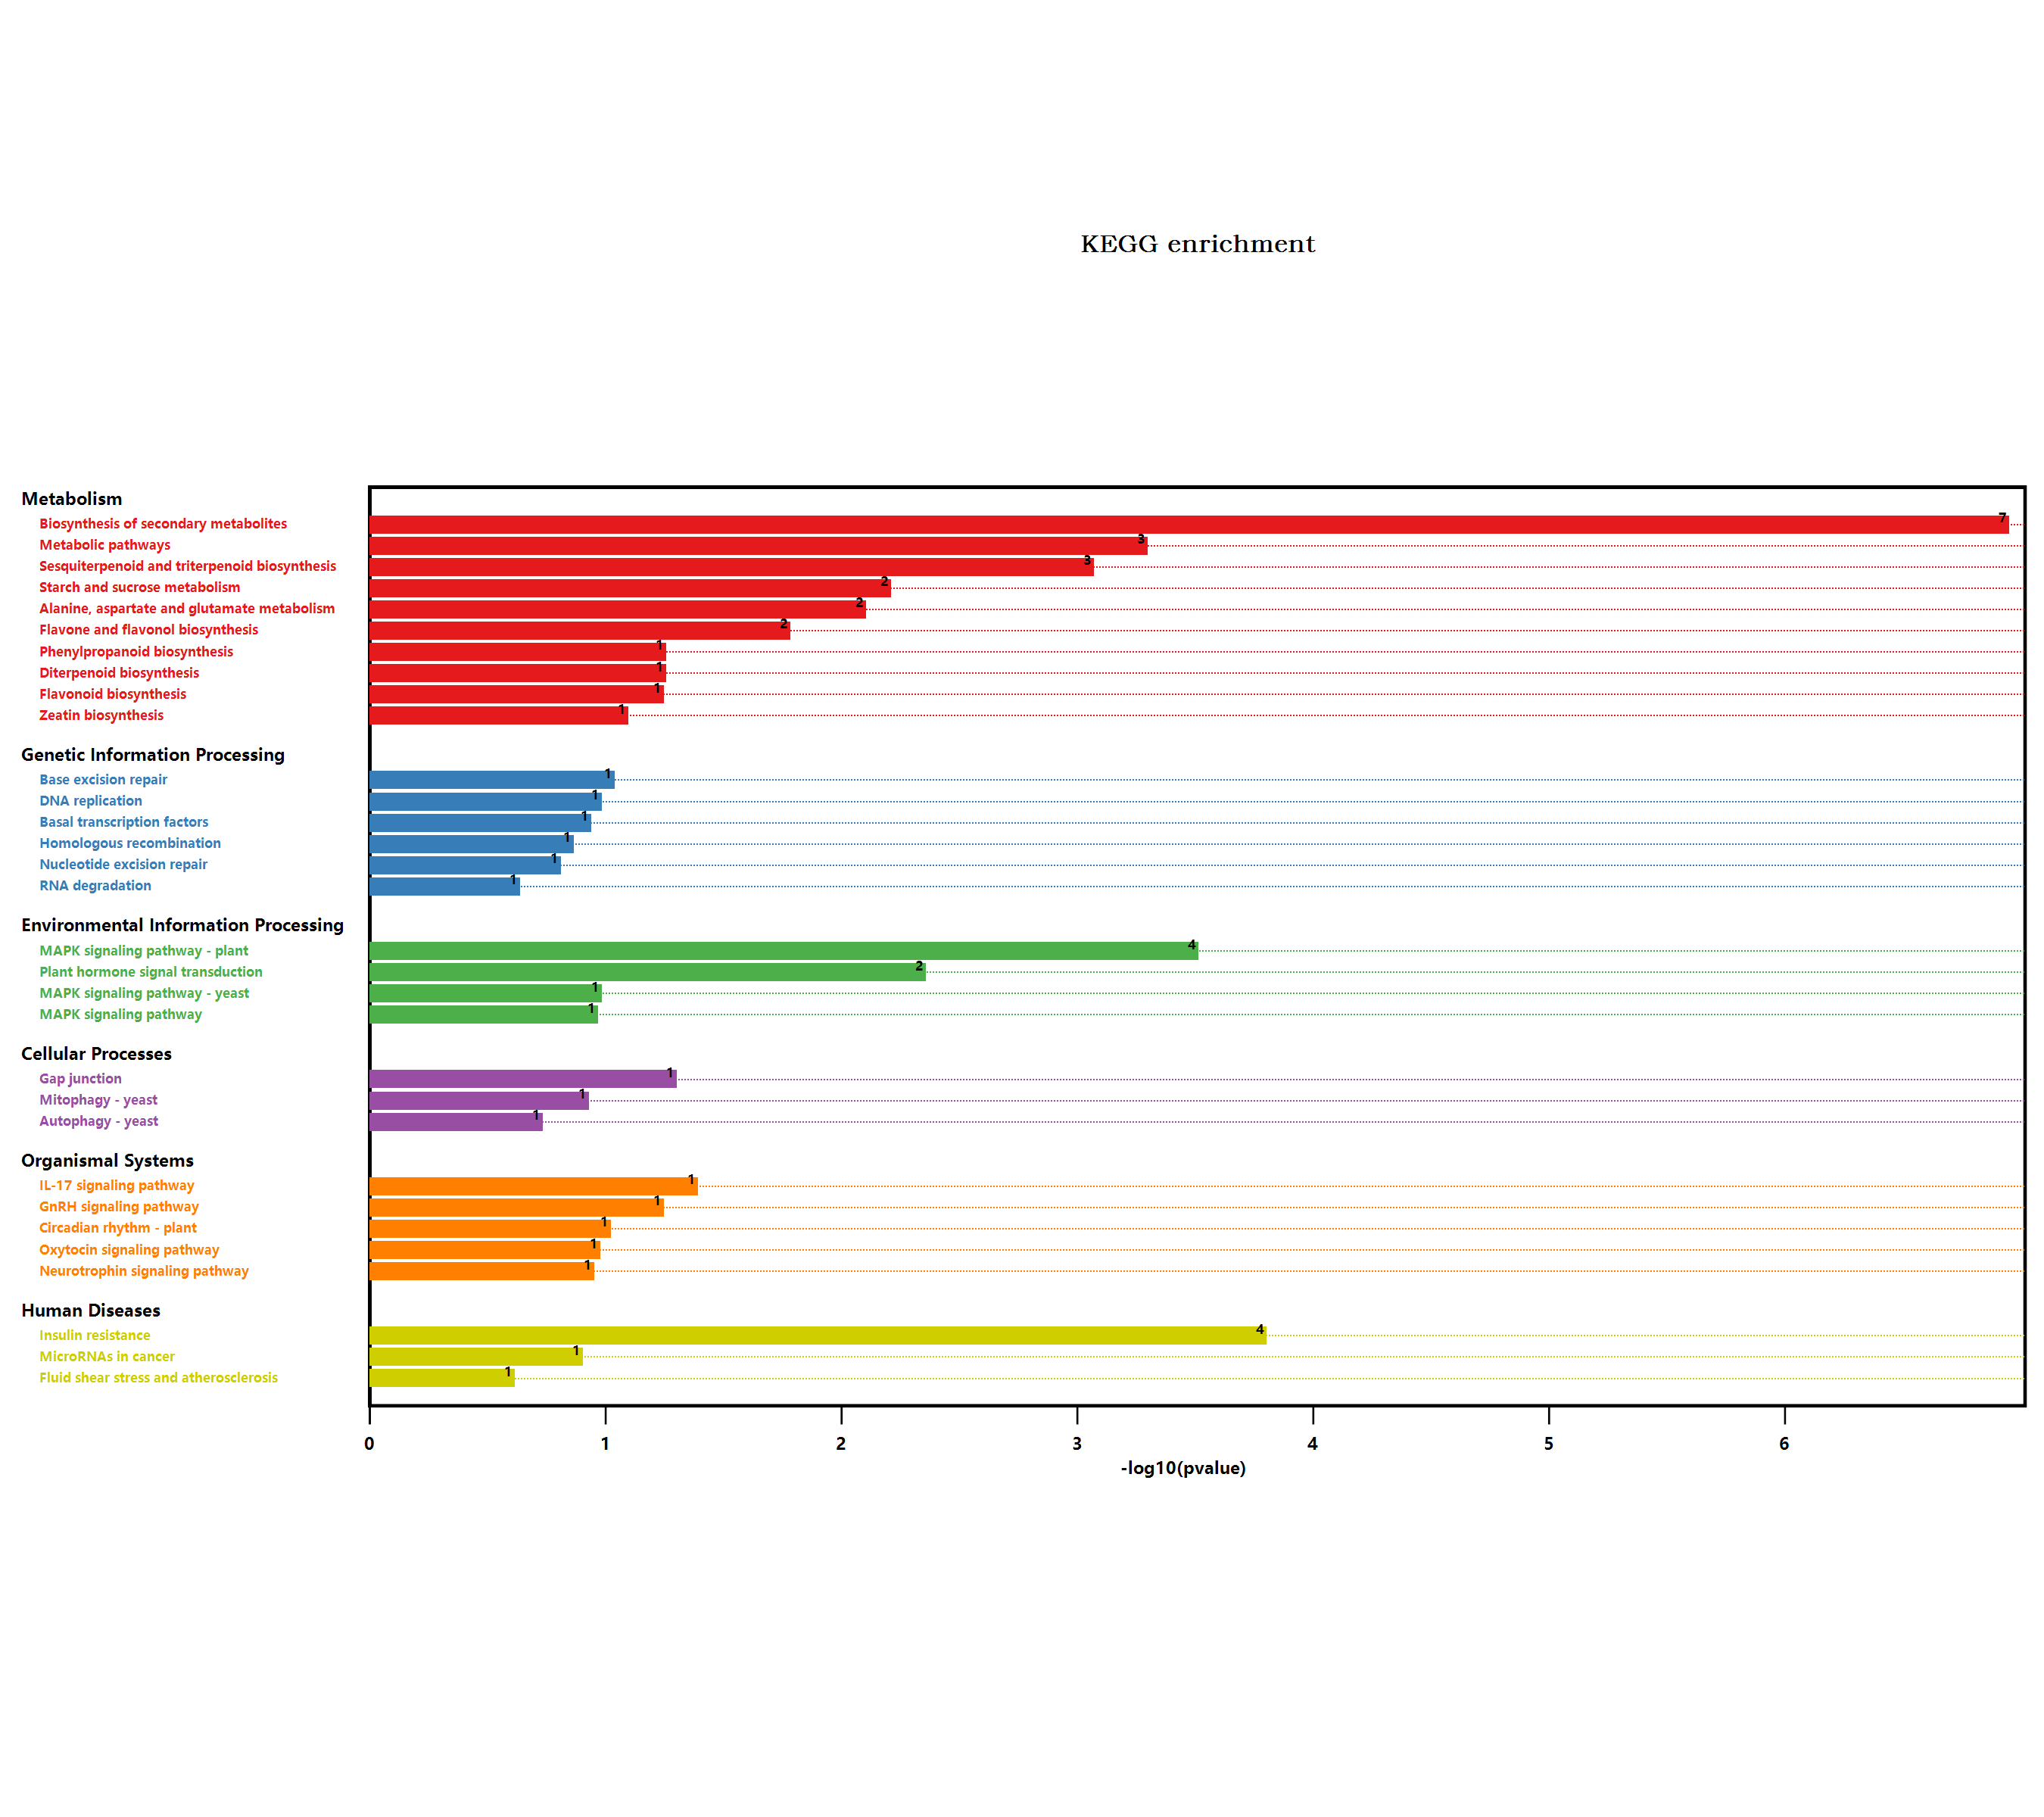 KEGG enrichment
Metabolism
Biosynthesis of secondary metabolites 7
Metabolic pathways 3
Sesquiterpenoid and triterpenoid biosynthesis 3
Starch and sucrose metabolism 2
Alanine, aspartate and glutamate metabolism 2
Flavone and flavonol biosynthesis 2
Phenylpropanoid biosynthesis 1
Diterpenoid biosynthesis 1
Flavonoid biosynthesis 1
Zeatin biosynthesis 1
Genetic Information Processing
Base excision repair 1
DNA replication 1
Basal transcription factors 1
Homologous recombination 1
Nucleotide excision repair 1
RNA degradation 1
Environmental Information Processing
MAPK signaling pathway - plant 4
Plant hormone signal transduction 2
MAPK signaling pathway - yeast 1
MAPK signaling pathway 1
Cellular Processes
Gap junction 1
Mitophagy - yeast 1
Autophagy - yeast 1
Organismal Systems
IL-17 signaling pathway 1
GnRH signaling pathway 1
Circadian rhythm - plant 1
Oxytocin signaling pathway 1
Neurotrophin signaling pathway 1
Human Diseases
Insulin resistance 4
MicroRNAs in cancer 1
Fluid shear stress and atherosclerosis 1
0 1 2 3 4 5 6
-log10(pvalue)